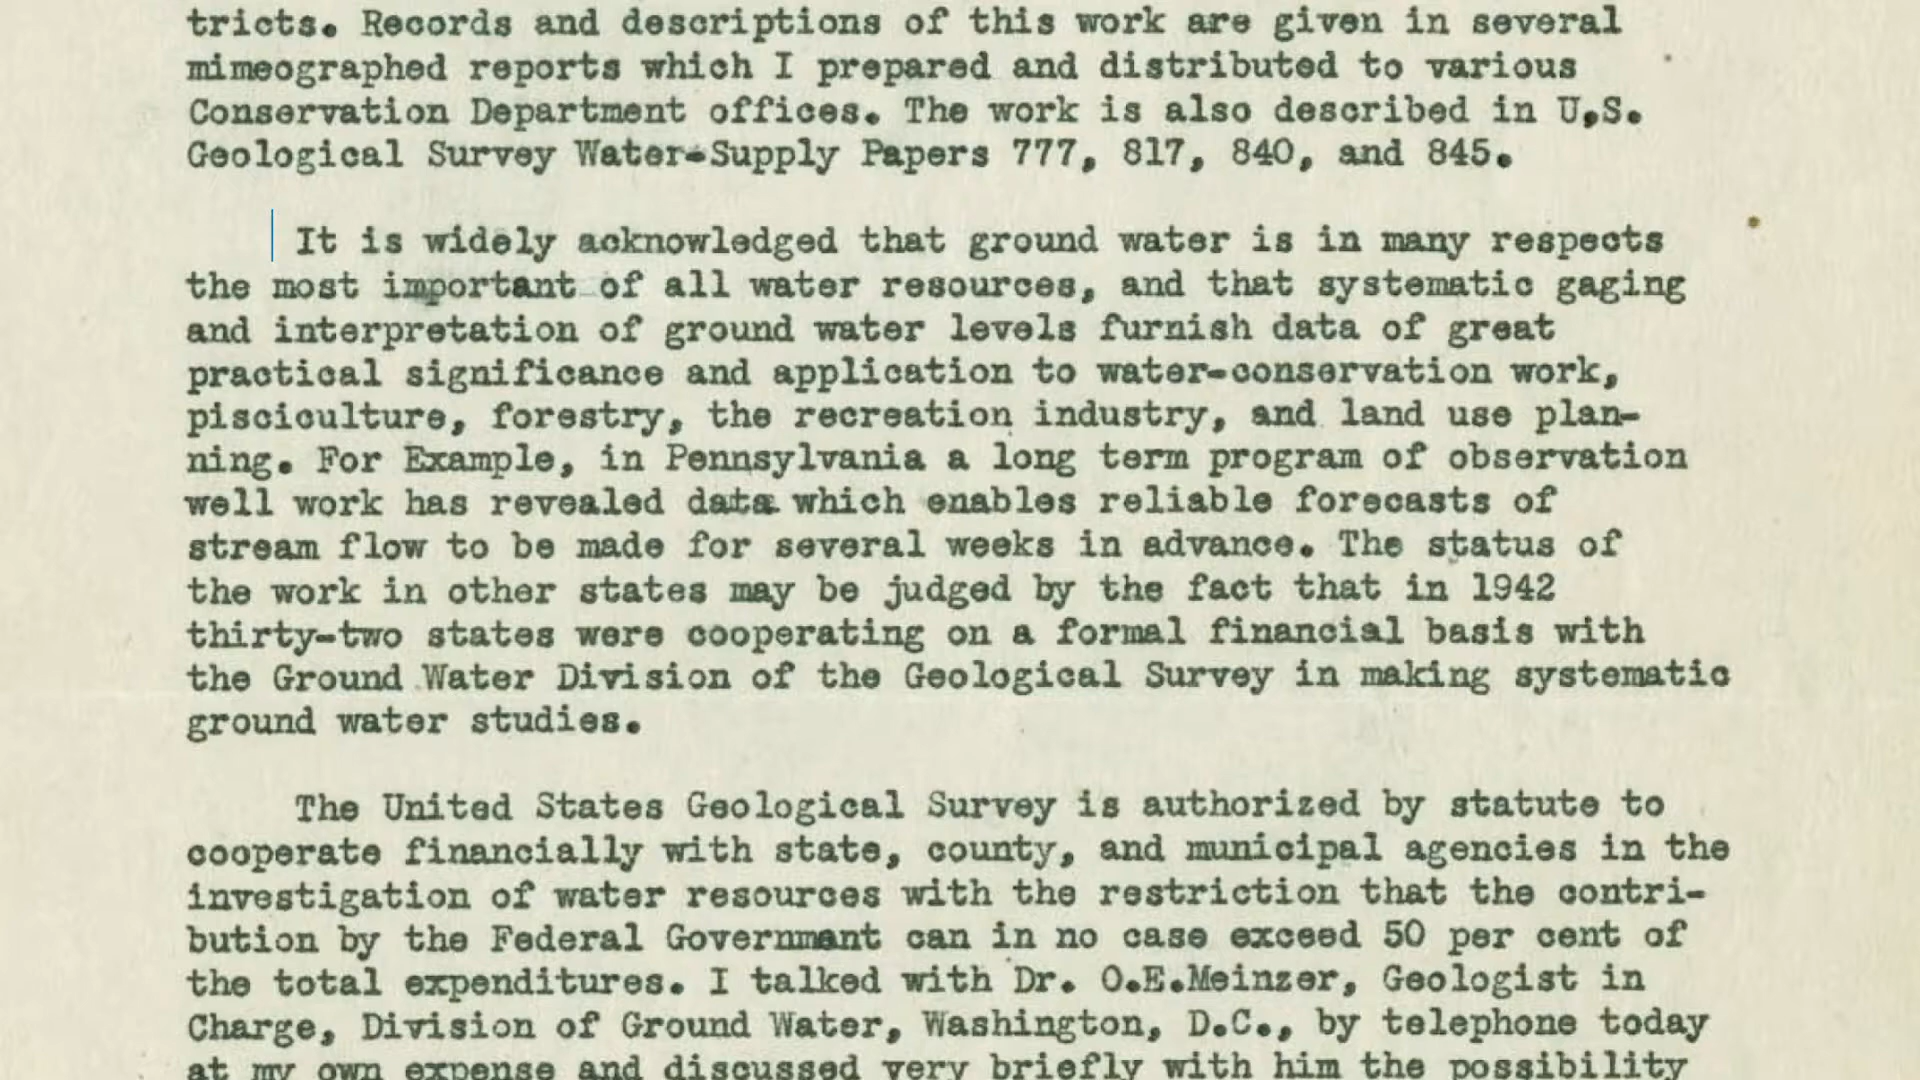 tricts. Records and descriptions of this work are given in several
mimeographed reports which I prepared and distributed to various
Conservation Department offices. The work is also described in U.S.
Geological Survey Water-Supply Papers 777, 817, 840, and 845.
It is widely acknowledged that ground water is in many respects
the most important of all water resources, and that systematic gaging
and interpretation of ground water levels furnish data of great
practical significance and application to water-conservation work,
pisciculture, forestry, the recreation industry, and land use plan-
ning. For Example, in Pennsylvania a long term program of observation
well work has revealed data which enables reliable forecasts of
stream flow to be made for several weeks in advance. The status of
the work in other states may be judged by the fact that in 1942
thirty-two states were cooperating on a formal financial basis with
the Ground Water Division of the Geological Survey in making systematic
ground water studies.
The United States Geological Survey is authorized by statute to
cooperate financially with state, county, and municipal agencies in the
investigation of water resources with the restriction that the contri-
bution by the Federal Government can in no case exceed 50 per cent of
the total expenditures. I talked with Dr. O.E.Meinzer, Geologist in
Charge, Division of Ground Water, Washington, D.C., by telephone today
at my own expense and discussed very briefly with him the possibility